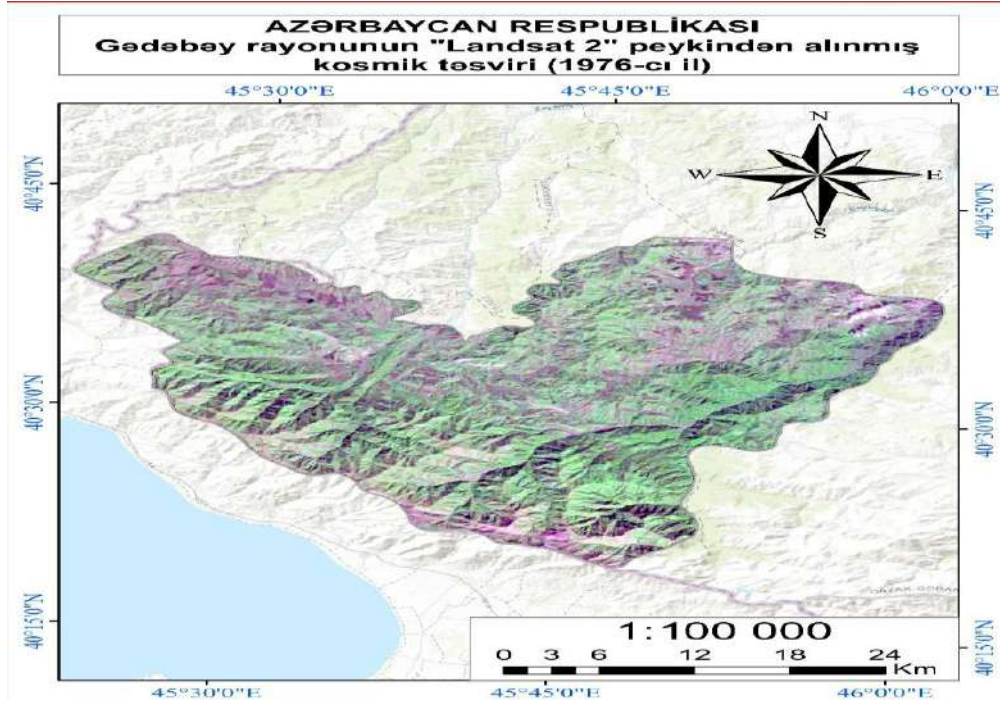 AZƏRBAYCAN RESPUBLİKASI
Gədəbəy rayonunun "Landsat 2" peykindən alınmış
kosmik təsviri (1976-cı il)
45°30'0"E 45°45'0"E 46°0'0"E
N
W E
S
40°45'0"N
40°45'0"N
40°30'0"N
40°30'0"N
40°15'0"N
40°15'0"N
1:100 000
0 3 6 12 18 24
Km
45°30'0"E 45°45'0"E 46°0'0"E